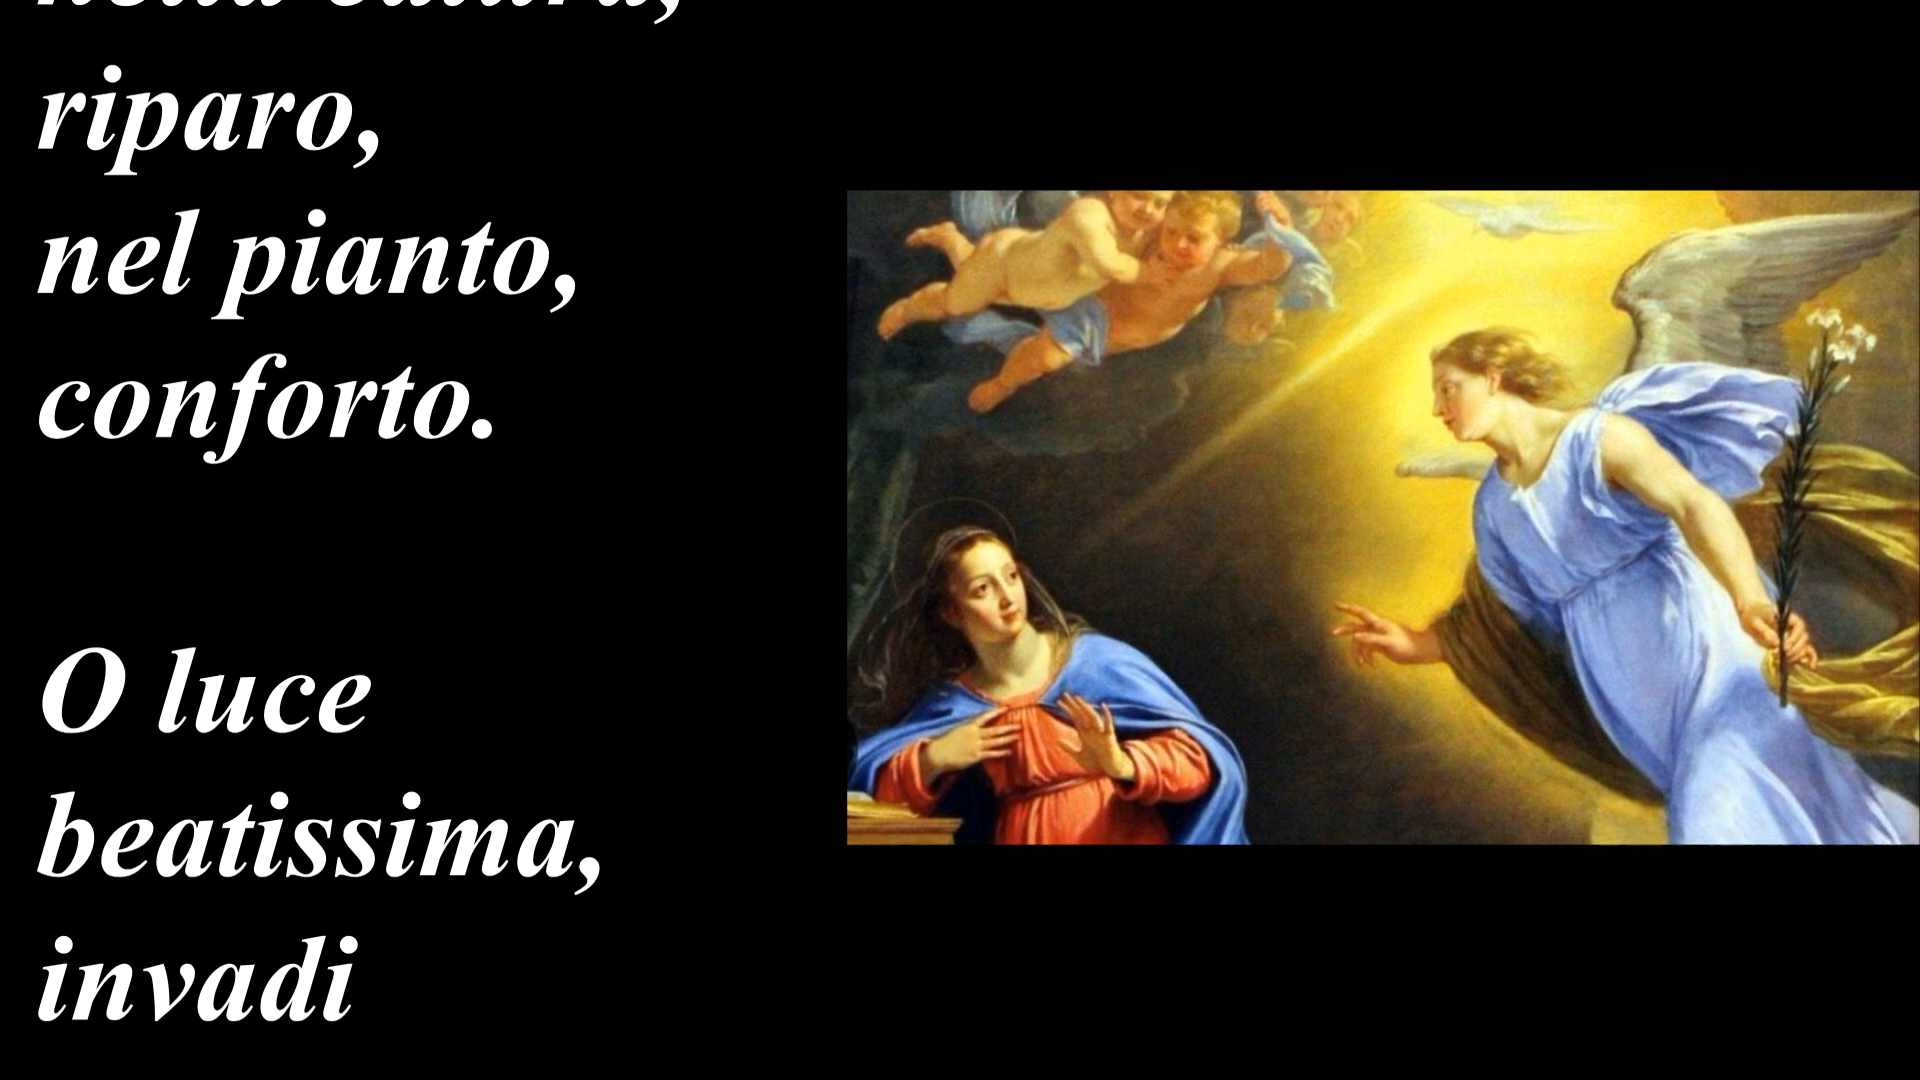 riparo,
nel pianto,
conforto.
O luce
beatissima,
invadi